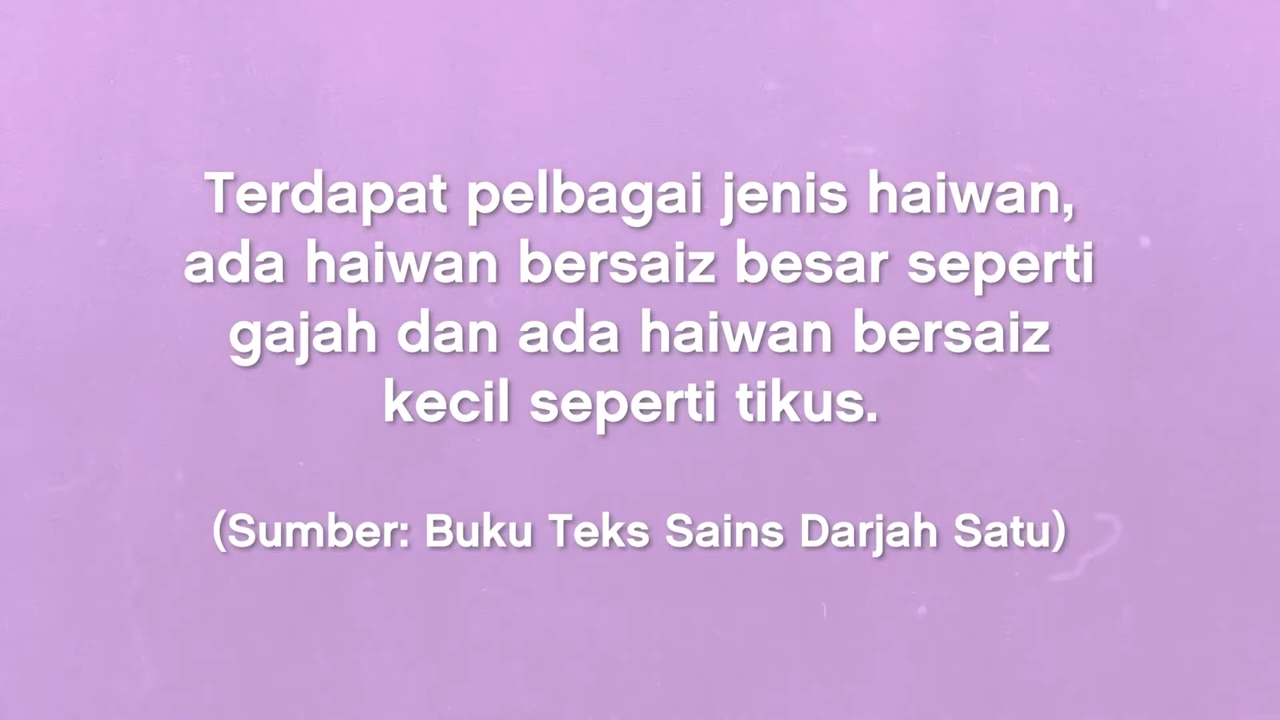 Terdapat pelbagai jenis haiwan,
ada haiwan bersaiz besar seperti
gajah dan ada haiwan bersaiz
kecil seperti tikus.
(Sumber: Buku Teks Sains Darjah Satu)